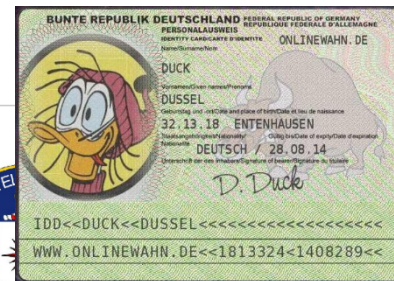 BUNTE REPUBLIK DEUTSCHLAND FEDERAL REPUBLIC OF GERMANY
REPUBLIQUE FEDERALE D'ALLEMAGNE
PERSONALAUSWEIS
IDENTITY CARD/CARTE D'IDENTITE
ONLINEWAHN.DE
Name/Surname/Nom
DUCK
Vornamen/Given names/Prenoms
DUSSEL
Geburtstag und -ort/Date and place of birth/Date et lieu de naissance
32.13.18 ENTENHAUSEN
Staatsangehörigkeit/Nationality/ Gültig bis/Date of expiry/Date d'expiration
Nationalité
DEUTSCH / 28.08.14
Unterschrift der des Inhabers/Signature of bearer/Signature du titulaire
D. Duck
IDD<<DUCK<<DUSSEL<<<<<<<<<<<<<<<<<<<
WWW.ONLINEWAHN.DE<<1813324<1408289<<